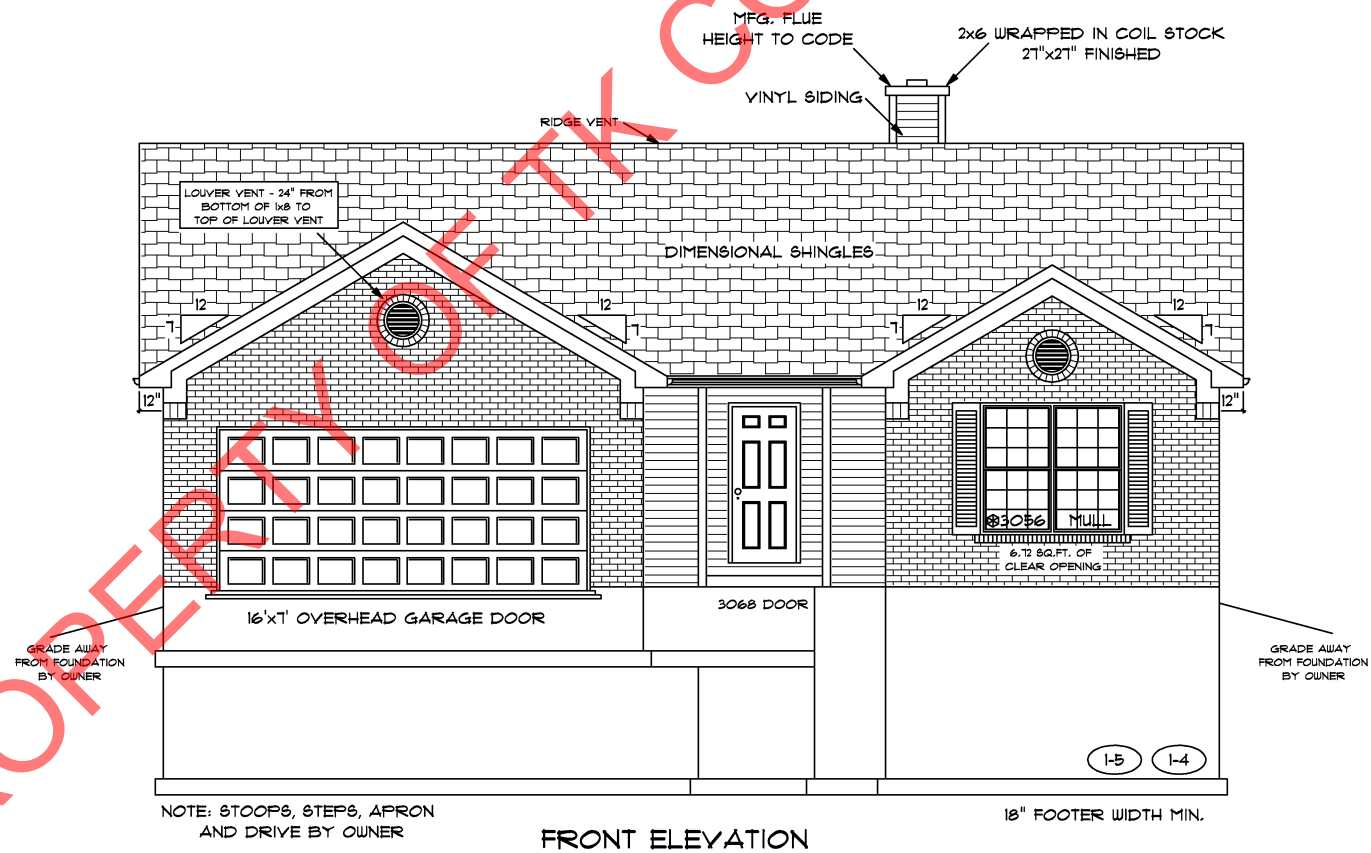 MFG. FLUE
HEIGHT TO CODE
2x6 WRAPPED IN COIL STOCK
27"x27" FINISHED
VINYL SIDING
RIDGE VENT
LOUVER VENT - 24" FROM
BOTTOM OF 1x8 TO
TOP OF LOUVER VENT
DIMENSIONAL SHINGLES
12
7
12
7
12
7
12
7
12"
12"
⊛3056 MULL
6.72 SQ.FT. OF
CLEAR OPENING
16'x7' OVERHEAD GARAGE DOOR
3068 DOOR
GRADE AWAY
FROM FOUNDATION
BY OWNER
GRADE AWAY
FROM FOUNDATION
BY OWNER
1-5
1-4
NOTE: STOOPS, STEPS, APRON
AND DRIVE BY OWNER
18" FOOTER WIDTH MIN.
FRONT ELEVATION
OPERTY OF TK CO